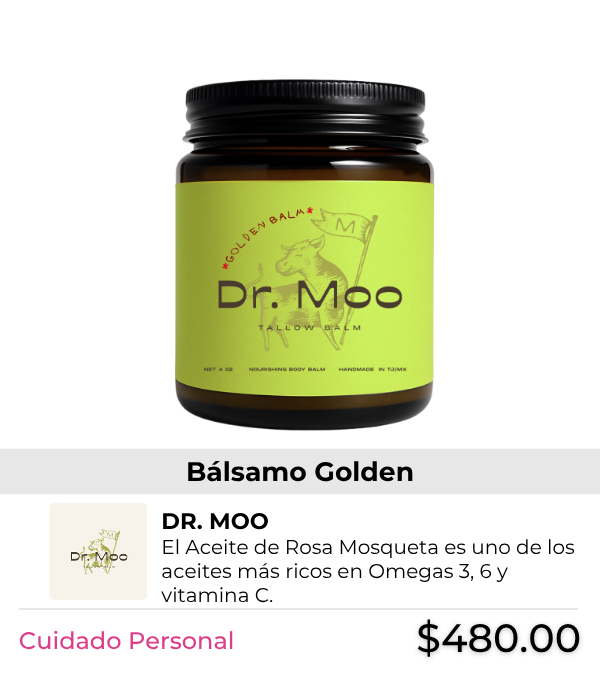 *GOLDEN BALM*
M
Dr. Moo
TALLOW BALM
NET 4 OZ NOURISHING BODY BALM HANDMADE IN TJ/MX
Bálsamo Golden
Dr. Moo
DR. MOO
El Aceite de Rosa Mosqueta es uno de los
aceites más ricos en Omegas 3, 6 y
vitamina C.
Cuidado Personal
$480.00